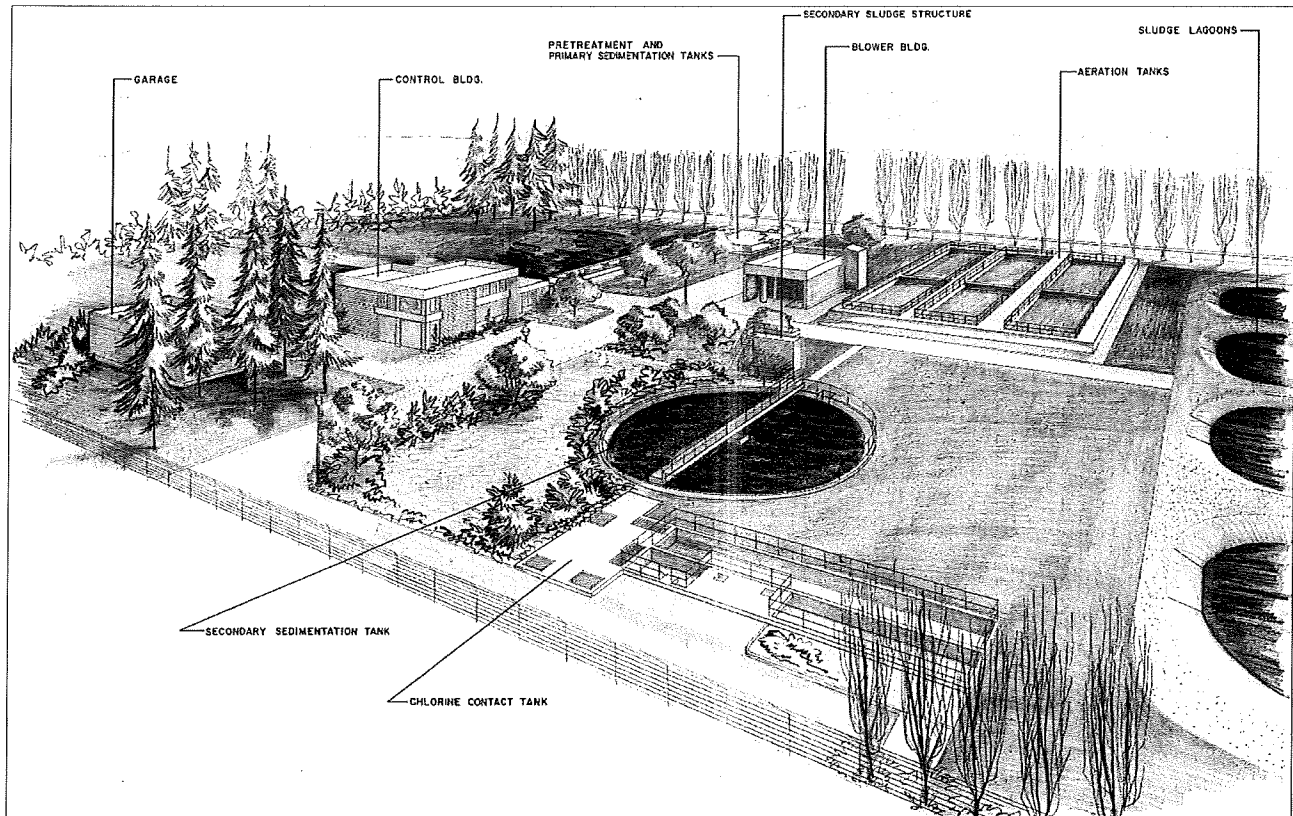 SECONDARY SLUDGE STRUCTURE
SLUDGE LAGOONS
PRETREATMENT AND
PRIMARY SEDIMENTATION TANKS
BLOWER BLDG.
GARAGE
CONTROL BLDG.
AERATION TANKS
SECONDARY SEDIMENTATION TANK
CHLORINE CONTACT TANK